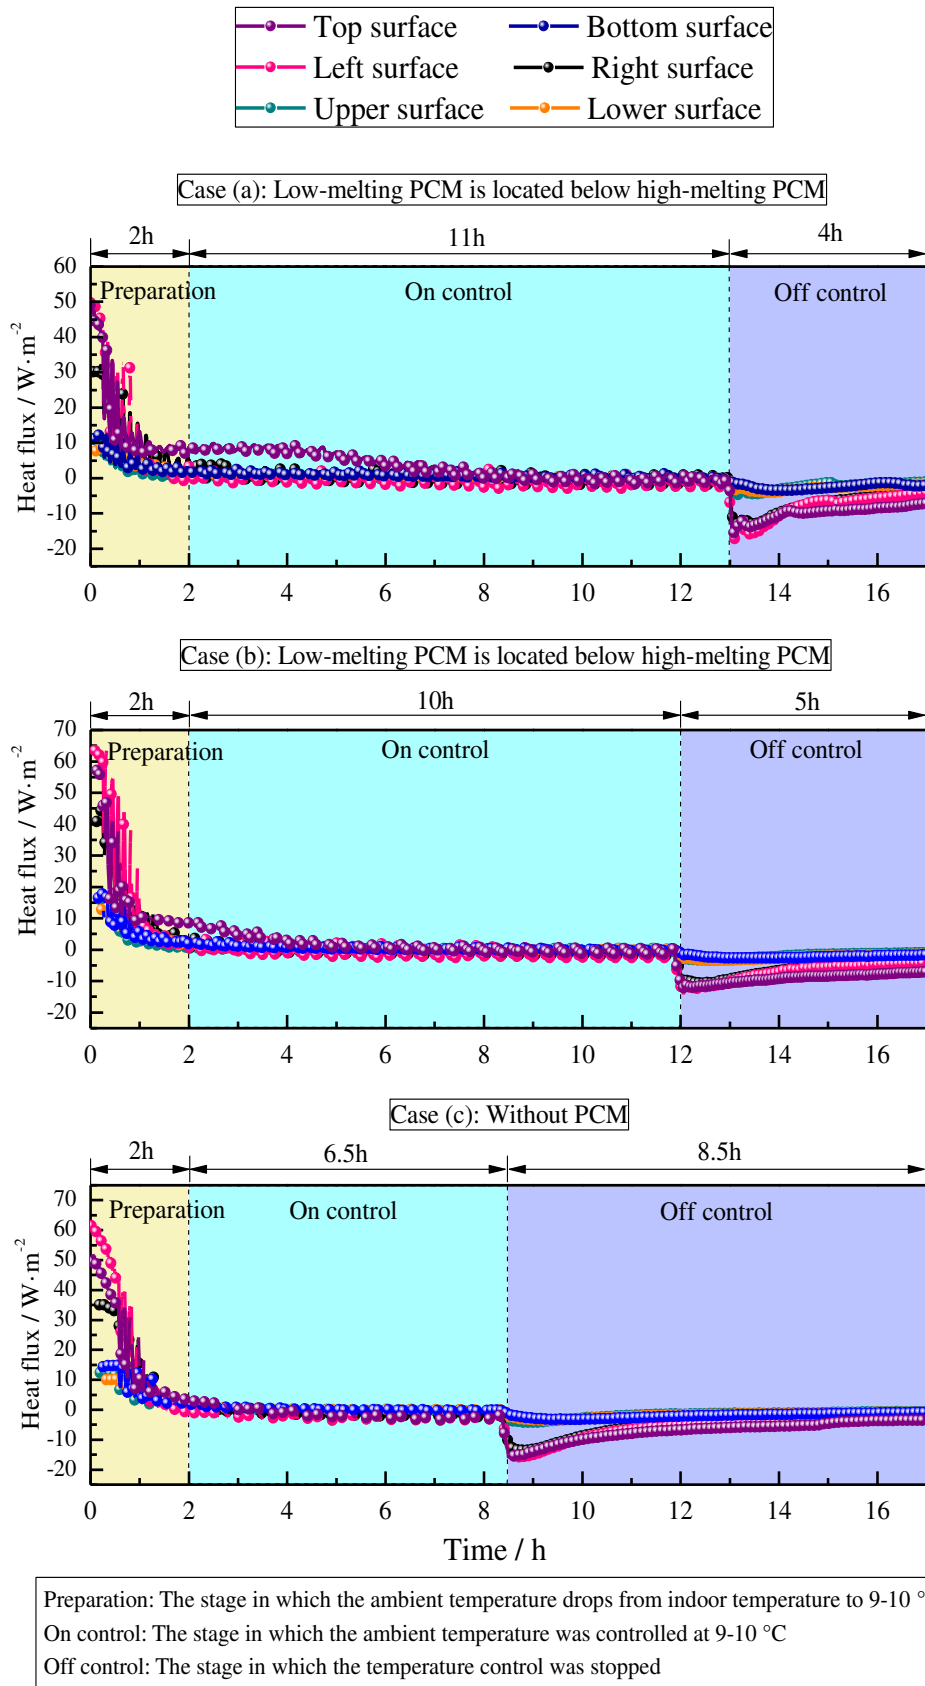 Top surface Bottom surface
Left surface Right surface
Upper surface Lower surface
Case (a): Low-melting PCM is located below high-melting PCM
2h 11h 4h
Preparation On control Off control
Heat flux / W·m⁻²
60
50
40
30
20
10
0
-10
-20
0 2 4 6 8 10 12 14 16
Case (b): Low-melting PCM is located below high-melting PCM
2h 10h 5h
Preparation On control Off control
Heat flux / W·m⁻²
70
60
50
40
30
20
10
0
-10
-20
0 2 4 6 8 10 12 14 16
Case (c): Without PCM
2h 6.5h 8.5h
Preparation On control Off control
Heat flux / W·m⁻²
70
60
50
40
30
20
10
0
-10
-20
0 2 4 6 8 10 12 14 16
Time / h
Preparation: The stage in which the ambient temperature drops from indoor temperature to 9-10 °
On control: The stage in which the ambient temperature was controlled at 9-10 °C
Off control: The stage in which the temperature control was stopped